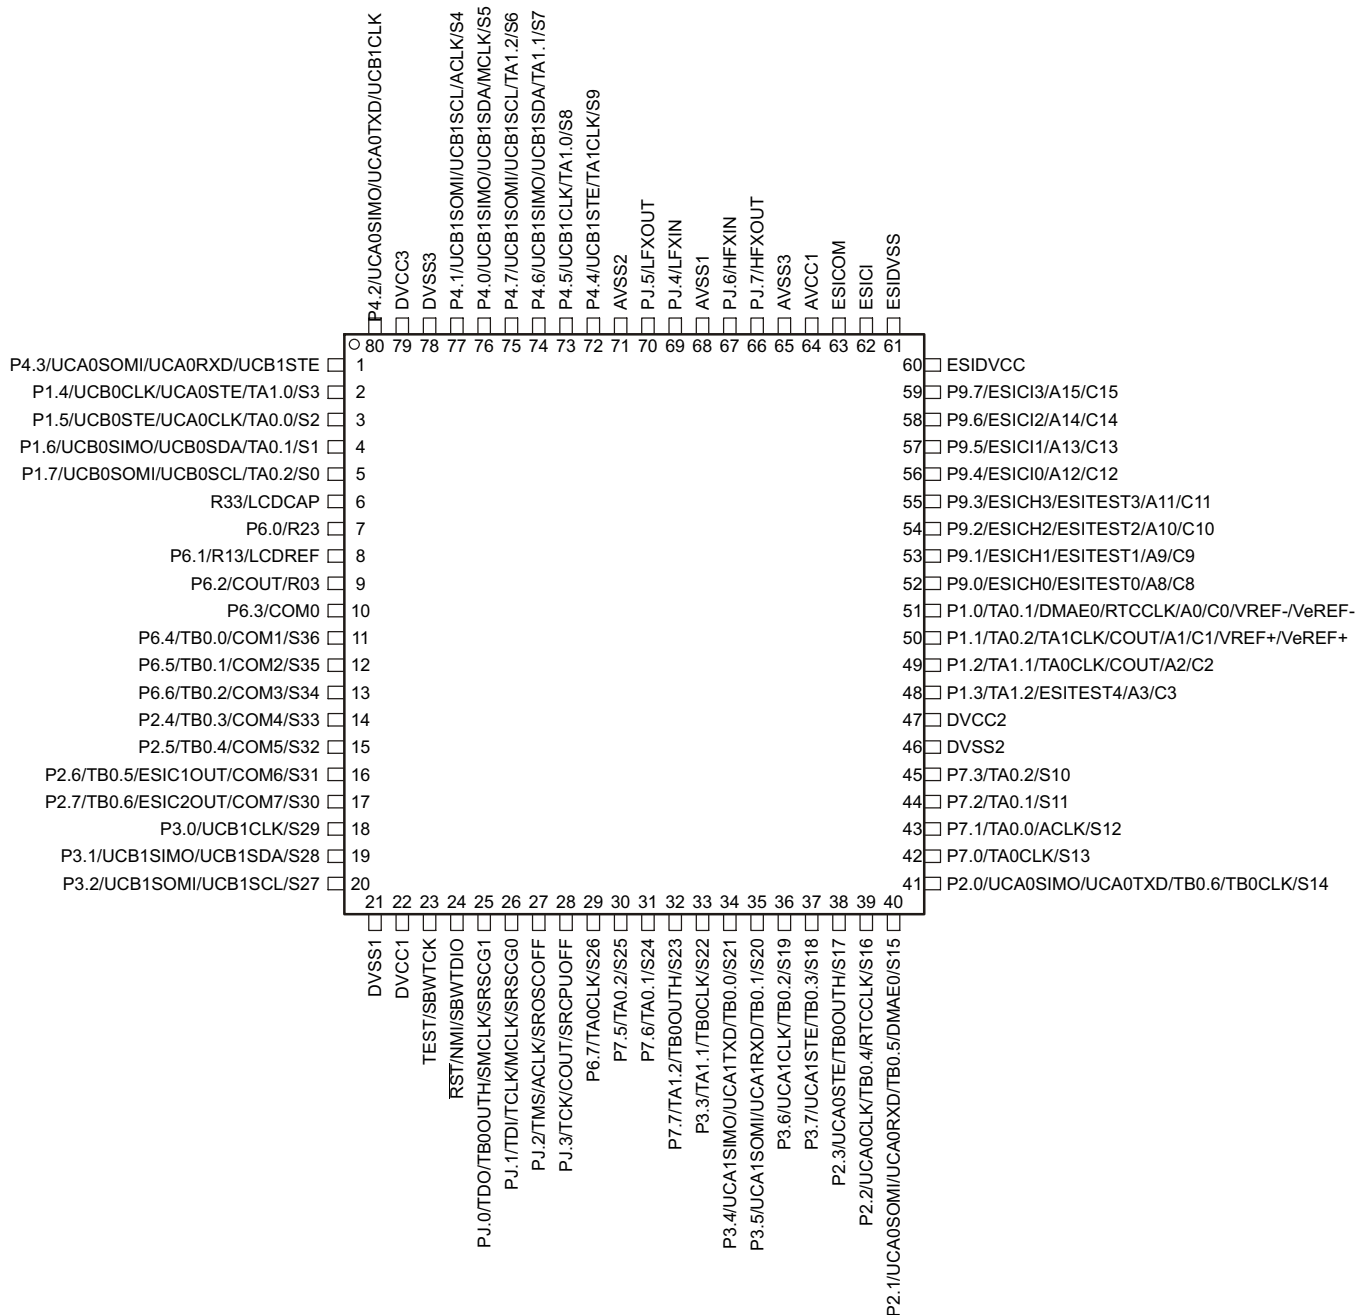 P4.2/UCA0SIMO/UCA0TXD/UCB1CLK
DVCC3
DVSS3
P4.1/UCB1SOMI/UCB1SCL/ACLK/S4
P4.0/UCB1SIMO/UCB1SDA/MCLK/S5
P4.7/UCB1SOMI/UCB1SCL/TA1.2/S6
P4.6/UCB1SIMO/UCB1SDA/TA1.1/S7
P4.5/UCB1CLK/TA1.0/S8
P4.4/UCB1STE/TA1CLK/S9
AVSS2
PJ.5/LFXOUT
PJ.4/LFXIN
AVSS1
PJ.6/HFXIN
PJ.7/HFXOUT
AVSS3
AVCC1
ESICOM
ESICI
ESIDVSS
80 79 78 77 76 75 74 73 72 71 70 69 68 67 66 65 64 63 62 61
P4.3/UCA0SOMI/UCA0RXD/UCB1STE 1
P1.4/UCB0CLK/UCA0STE/TA1.0/S3 2
P1.5/UCB0STE/UCA0CLK/TA0.0/S2 3
P1.6/UCB0SIMO/UCB0SDA/TA0.1/S1 4
P1.7/UCB0SOMI/UCB0SCL/TA0.2/S0 5
R33/LCDCAP 6
P6.0/R23 7
P6.1/R13/LCDREF 8
P6.2/COUT/R03 9
P6.3/COM0 10
P6.4/TB0.0/COM1/S36 11
P6.5/TB0.1/COM2/S35 12
P6.6/TB0.2/COM3/S34 13
P2.4/TB0.3/COM4/S33 14
P2.5/TB0.4/COM5/S32 15
P2.6/TB0.5/ESIC1OUT/COM6/S31 16
P2.7/TB0.6/ESIC2OUT/COM7/S30 17
P3.0/UCB1CLK/S29 18
P3.1/UCB1SIMO/UCB1SDA/S28 19
P3.2/UCB1SOMI/UCB1SCL/S27 20
60 ESIDVCC
59 P9.7/ESICI3/A15/C15
58 P9.6/ESICI2/A14/C14
57 P9.5/ESICI1/A13/C13
56 P9.4/ESICI0/A12/C12
55 P9.3/ESICH3/ESITEST3/A11/C11
54 P9.2/ESICH2/ESITEST2/A10/C10
53 P9.1/ESICH1/ESITEST1/A9/C9
52 P9.0/ESICH0/ESITEST0/A8/C8
51 P1.0/TA0.1/DMAE0/RTCCLK/A0/C0/VREF-/VeREF-
50 P1.1/TA0.2/TA1CLK/COUT/A1/C1/VREF+/VeREF+
49 P1.2/TA1.1/TA0CLK/COUT/A2/C2
48 P1.3/TA1.2/ESITEST4/A3/C3
47 DVCC2
46 DVSS2
45 P7.3/TA0.2/S10
44 P7.2/TA0.1/S11
43 P7.1/TA0.0/ACLK/S12
42 P7.0/TA0CLK/S13
41 P2.0/UCA0SIMO/UCA0TXD/TB0.6/TB0CLK/S14
21 22 23 24 25 26 27 28 29 30 31 32 33 34 35 36 37 38 39 40
DVSS1
DVCC1
TEST/SBWTCK
RST/NMI/SBWTDIO
PJ.0/TDO/TB0OUTH/SMCLK/SRSCG1
PJ.1/TDI/TCLK/MCLK/SRSCG0
PJ.2/TMS/ACLK/SROSCOFF
PJ.3/TCK/COUT/SRCPUOFF
P6.7/TA0CLK/S26
P7.5/TA0.2/S25
P7.6/TA0.1/S24
P7.7/TA1.2/TB0OUTH/S23
P3.3/TA1.1/TB0CLK/S22
P3.4/UCA1SIMO/UCA1TXD/TB0.0/S21
P3.5/UCA1SOMI/UCA1RXD/TB0.1/S20
P3.6/UCA1CLK/TB0.2/S19
P3.7/UCA1STE/TB0.3/S18
P2.3/UCA0STE/TB0OUTH/S17
P2.2/UCA0CLK/TB0.4/RTCCLK/S16
P2.1/UCA0SOMI/UCA0RXD/TB0.5/DMAE0/S15